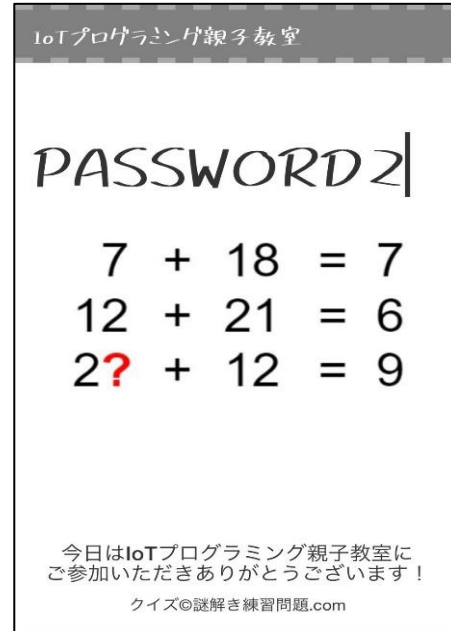 IoTプログラミング親子教室
PASSWORD2
7 + 18 = 7
12 + 21 = 6
2? + 12 = 9
今日はIoTプログラミング親子教室に
ご参加いただきありがとうございます！
クイズ©謎解き練習問題.com